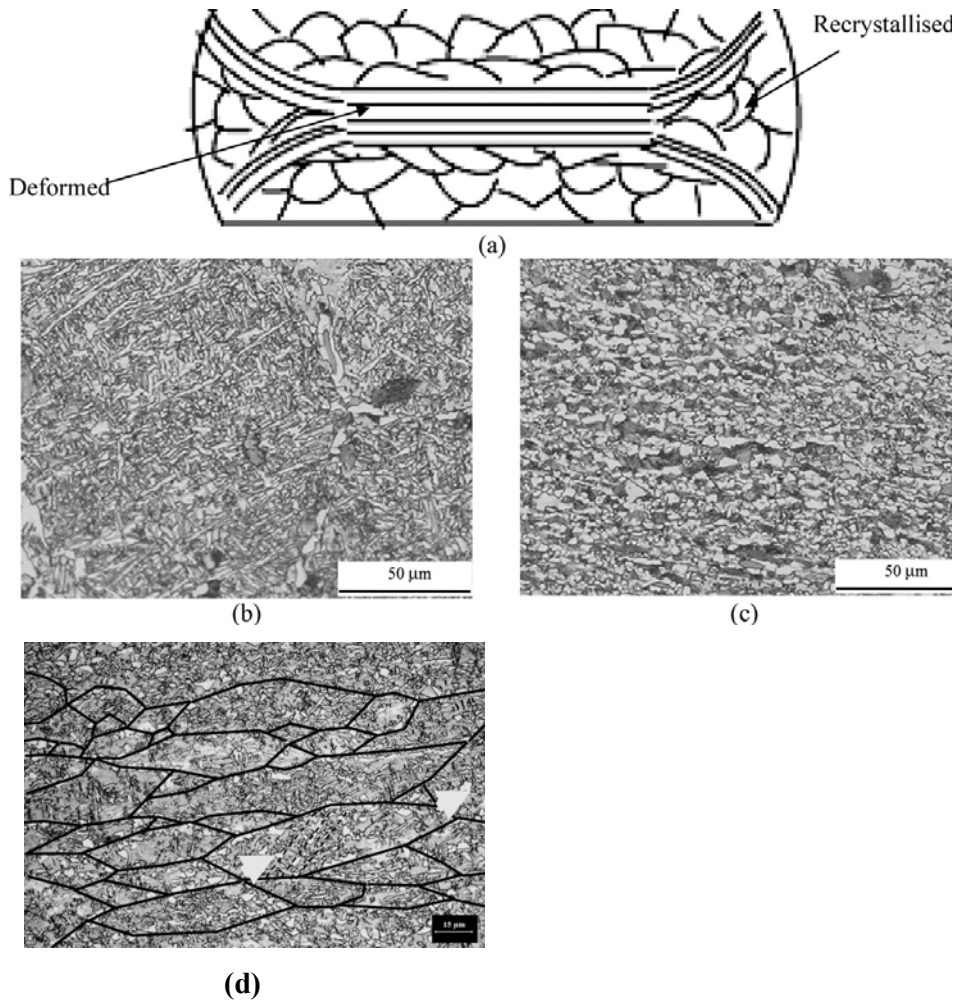 Recrystallised
Deformed
(a)
50 μm
50 μm
(b)
(c)
15 μm
(d)